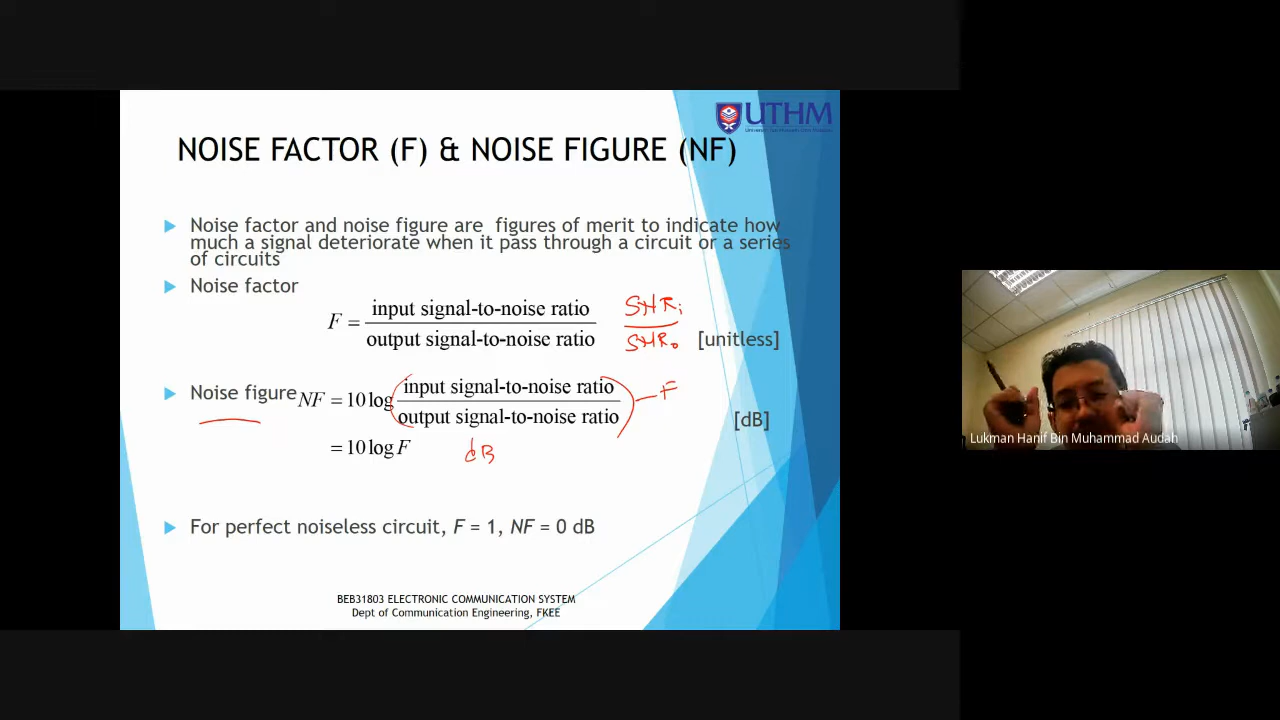 UTHM
NOISE FACTOR (F) & NOISE FIGURE (NF)
Noise factor and noise figure are figures of merit to indicate how
much a signal deteriorate when it pass through a circuit or a series
of circuits
Noise factor
F = input signal-to-noise ratio / output signal-to-noise ratio SNRi / SNRo [unitless]
Noise figure NF = 10 log input signal-to-noise ratio / output signal-to-noise ratio F [dB]
= 10 log F dB
For perfect noiseless circuit, F = 1, NF = 0 dB
BEB31803 ELECTRONIC COMMUNICATION SYSTEM
Dept of Communication Engineering, FKEE
Lukman Hanif Bin Muhammad Audah